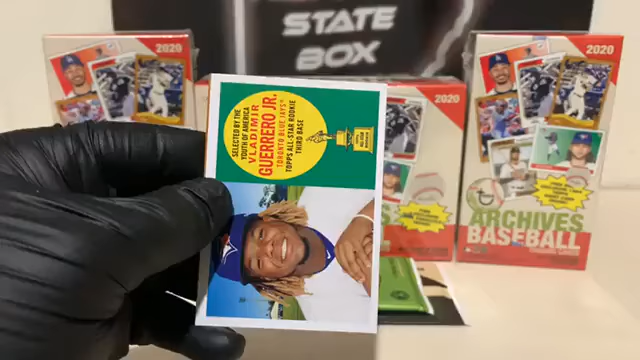 STATE
BOX
2020
2020
2020
SELECTED BY THE
YOUTH OF AMERICA
VLADIMIR
GUERRERO JR.
TORONTO BLUE JAYS
TOPPS ALL-STAR ROOKIE
THIRD BASE
ARCHIVES
BASEBALL